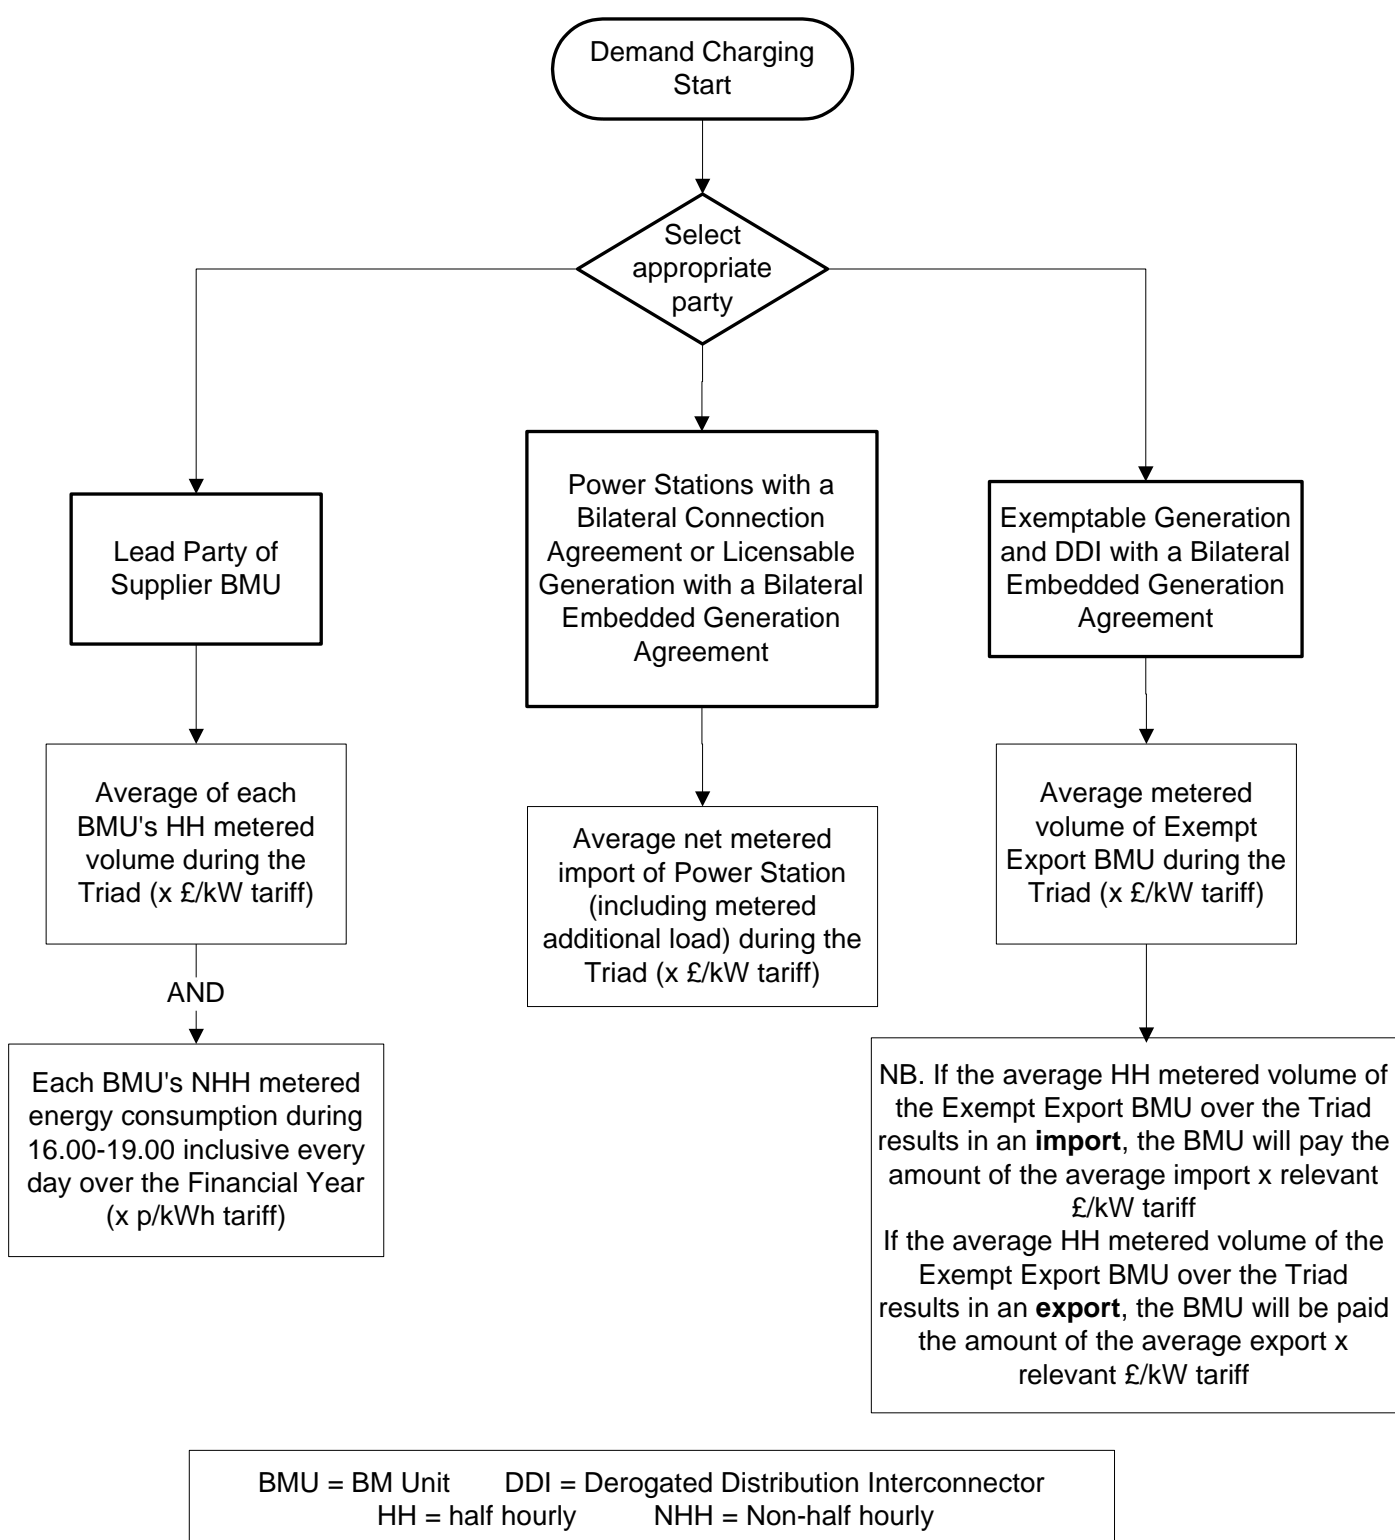 Demand Charging
Start
Select
appropriate
party
Lead Party of
Supplier BMU
Power Stations with a
Bilateral Connection
Agreement or Licensable
Generation with a Bilateral
Embedded Generation
Agreement
Exemptable Generation
and DDI with a Bilateral
Embedded Generation
Agreement
Average of each
BMU's HH metered
volume during the
Triad (x £/kW tariff)
AND
Each BMU's NHH metered
energy consumption during
16.00-19.00 inclusive every
day over the Financial Year
(x p/kWh tariff)
Average net metered
import of Power Station
(including metered
additional load) during the
Triad (x £/kW tariff)
Average metered
volume of Exempt
Export BMU during the
Triad (x £/kW tariff)
NB. If the average HH metered volume of
the Exempt Export BMU over the Triad
results in an import, the BMU will pay the
amount of the average import x relevant
£/kW tariff
If the average HH metered volume of the
Exempt Export BMU over the Triad
results in an export, the BMU will be paid
the amount of the average export x
relevant £/kW tariff
BMU = BM Unit DDI = Derogated Distribution Interconnector
HH = half hourly NHH = Non-half hourly